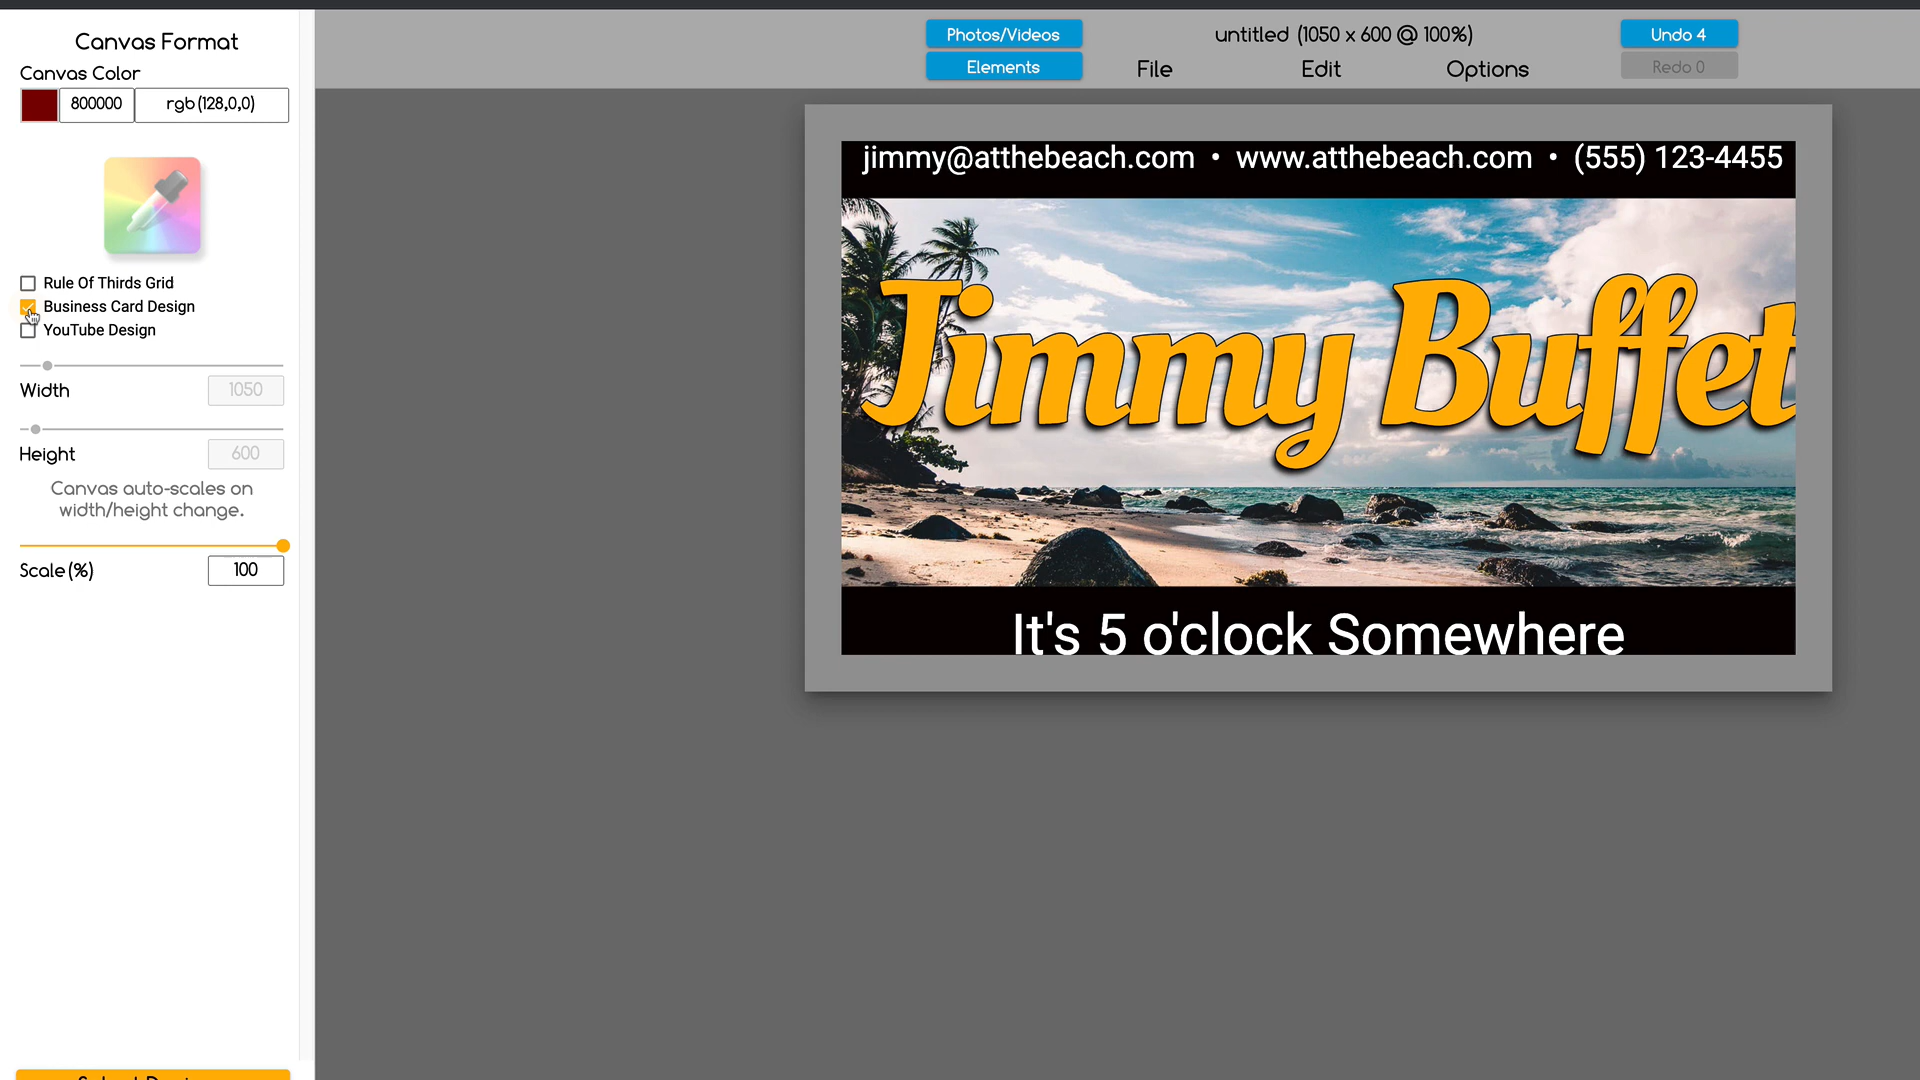 Canvas Format
Canvas Color
800000
rgb(128,0,0)
Rule Of Thirds Grid
Business Card Design
YouTube Design
Width
1050
Height
600
Canvas auto-scales on
width/height change.
Scale(%)
100
Photos/Videos
Elements
untitled (1050 x 600 @ 100%)
File
Edit
Options
Undo 4
Redo 0
jimmy@atthebeach.com • www.atthebeach.com • (555) 123-4455
Jimmy Buffet
It's 5 o'clock Somewhere